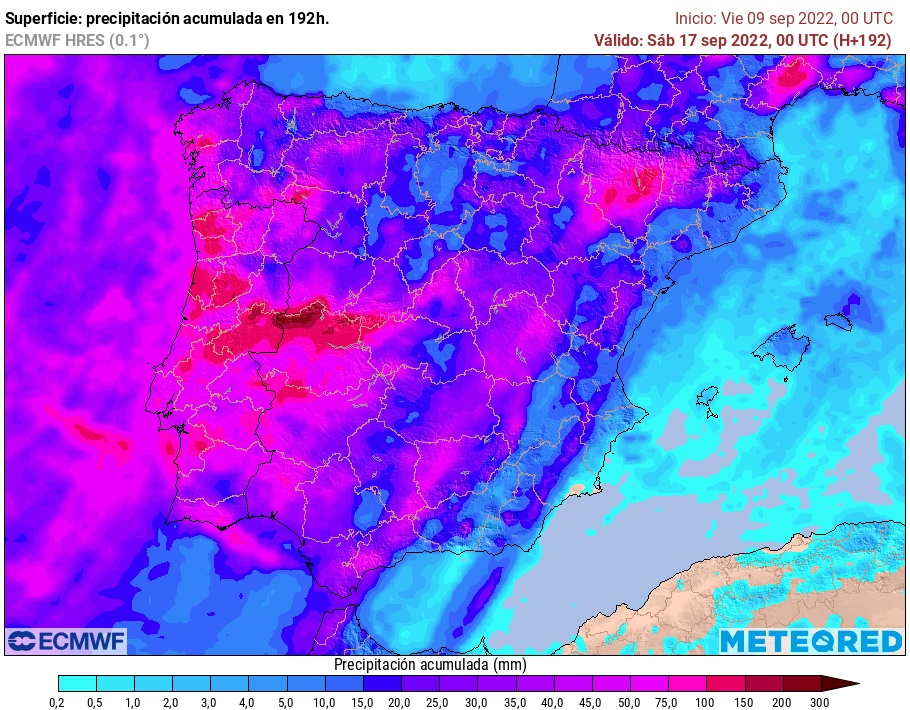 Superficie: precipitación acumulada en 192h.
Inicio: Vie 09 sep 2022, 00 UTC
ECMWF HRES (0.1°)
Válido: Sáb 17 sep 2022, 00 UTC (H+192)
ECMWF
METEORED
Precipitación acumulada (mm)
0,2 0,5 1,0 2,0 3,0 4,0 5,0 10,0 15,0 20,0 25,0 30,0 35,0 40,0 45,0 50,0 75,0 100 150 200 300